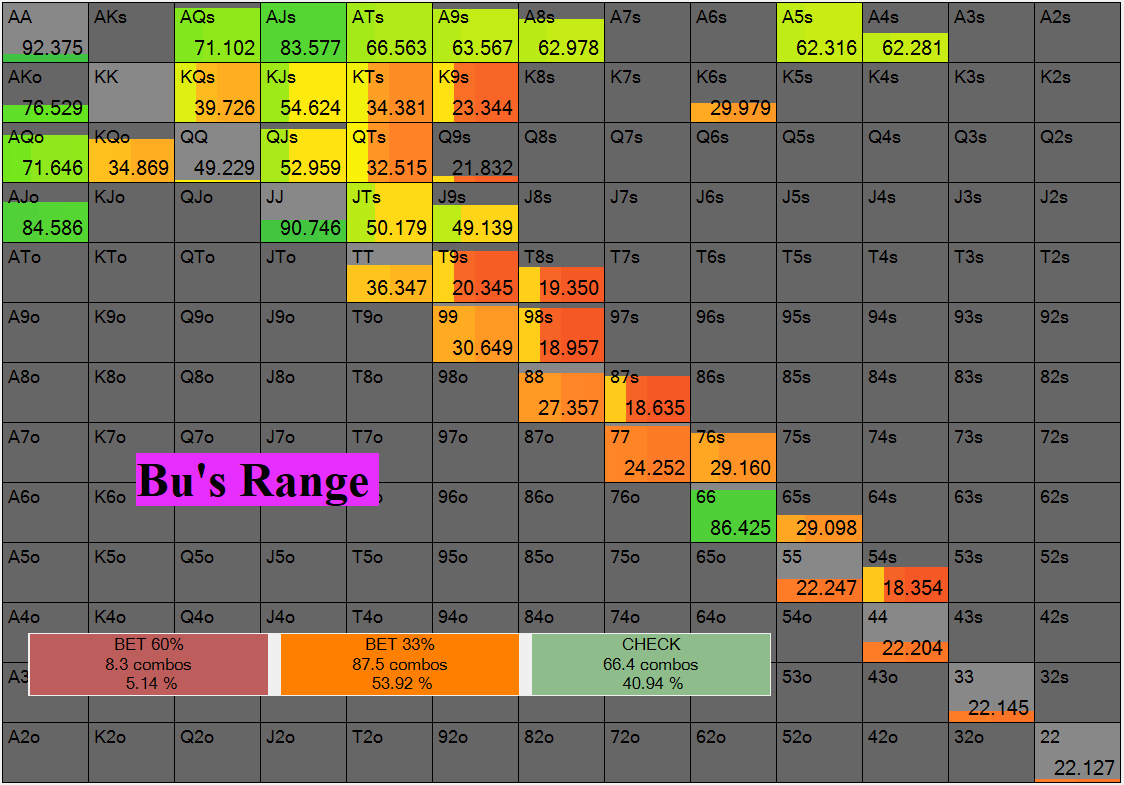 AA AKs AQs AJs ATs A9s A8s A7s A6s A5s A4s A3s A2s
92.375 71.102 83.577 66.563 63.567 62.978 62.316 62.281
AKo KK KQs KJs KTs K9s K8s K7s K6s K5s K4s K3s K2s
76.529 39.726 54.624 34.381 23.344 29.979
AQo KQo QQ QJs QTs Q9s Q8s Q7s Q6s Q5s Q4s Q3s Q2s
71.646 34.869 49.229 52.959 32.515 21.832
AJo KJo QJo JJ JTs J9s J8s J7s J6s J5s J4s J3s J2s
84.586 90.746 50.179 49.139
ATo KTo QTo JTo TT T9s T8s T7s T6s T5s T4s T3s T2s
36.347 20.345 19.350
A9o K9o Q9o J9o T9o 99 98s 97s 96s 95s 94s 93s 92s
30.649 18.957
A8o K8o Q8o J8o T8o 98o 88 87s 86s 85s 84s 83s 82s
27.357 18.635
A7o K7o Q7o J7o T7o 97o 87o 77 76s 75s 74s 73s 72s
24.252 29.160
Bu's Range
A6o K6o 96o 86o 76o 66 65s 64s 63s 62s
86.425 29.098
A5o K5o Q5o J5o T5o 95o 85o 75o 65o 55 54s 53s 52s
22.247 18.354
A4o K4o Q4o J4o T4o 94o 84o 74o 64o 54o 44 43s 42s
22.204
BET 60% BET 33% CHECK
8.3 combos 87.5 combos 66.4 combos
5.14 % 53.92 % 40.94 %
A3 53o 43o 33 32s
22.145
A2o K2o Q2o J2o T2o 92o 82o 72o 62o 52o 42o 32o 22
22.127